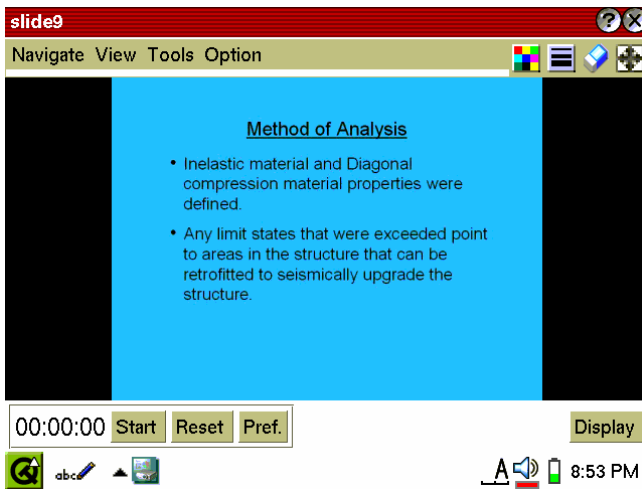 slide9
Navigate View Tools Option
Method of Analysis
• Inelastic material and Diagonal
compression material properties were
defined.
• Any limit states that were exceeded point
to areas in the structure that can be
retrofitted to seismically upgrade the
structure.
00:00:00 Start Reset Pref. Display
abc A 8:53 PM